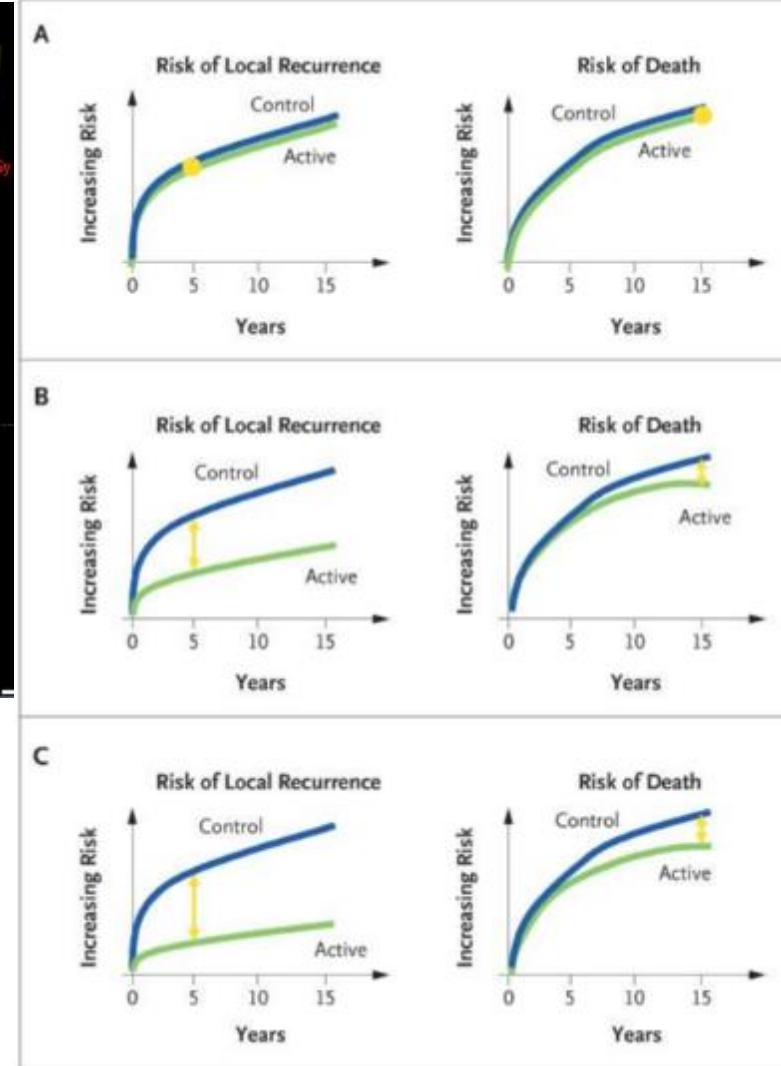 A
Risk of Local Recurrence
Increasing Risk
Control
Active
0 5 10 15
Years
Risk of Death
Increasing Risk
Control
Active
0 5 10 15
Years
B
Risk of Local Recurrence
Increasing Risk
Control
Active
0 5 10 15
Years
Risk of Death
Increasing Risk
Control
Active
0 5 10 15
Years
C
Risk of Local Recurrence
Increasing Risk
Control
Active
0 5 10 15
Years
Risk of Death
Increasing Risk
Control
Active
0 5 10 15
Years